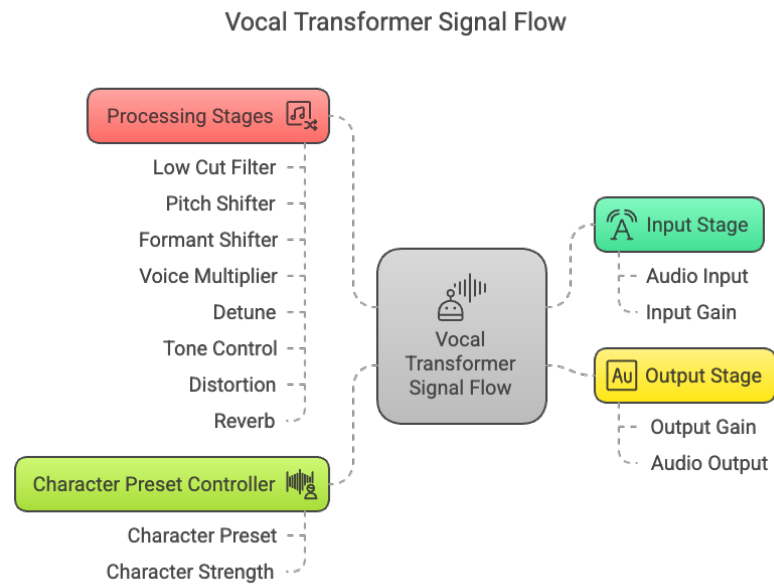 Vocal Transformer Signal Flow
Processing Stages
Low Cut Filter
Pitch Shifter
Formant Shifter
Voice Multiplier
Detune
Tone Control
Distortion
Reverb
Character Preset Controller
Character Preset
Character Strength
Vocal
Transformer
Signal Flow
Input Stage
Audio Input
Input Gain
Au
Output Stage
Output Gain
Audio Output